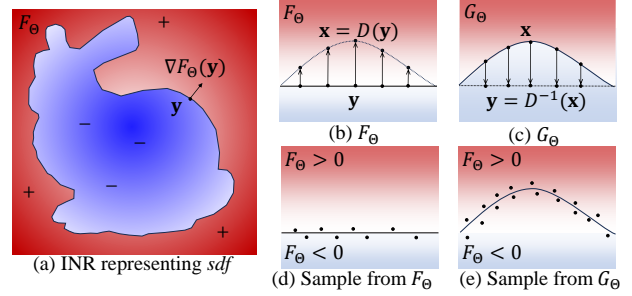 F_Θ
+
∇F_Θ(𝐲)
𝐲
−
−
−
+
+
(a) INR representing sdf
F_Θ
𝐱 = D(𝐲)
𝐲
(b) F_Θ
G_Θ
𝐱
𝐲 = D⁻¹(𝐱)
(c) G_Θ
F_Θ > 0
F_Θ < 0
(d) Sample from F_Θ
F_Θ > 0
F_Θ < 0
(e) Sample from G_Θ